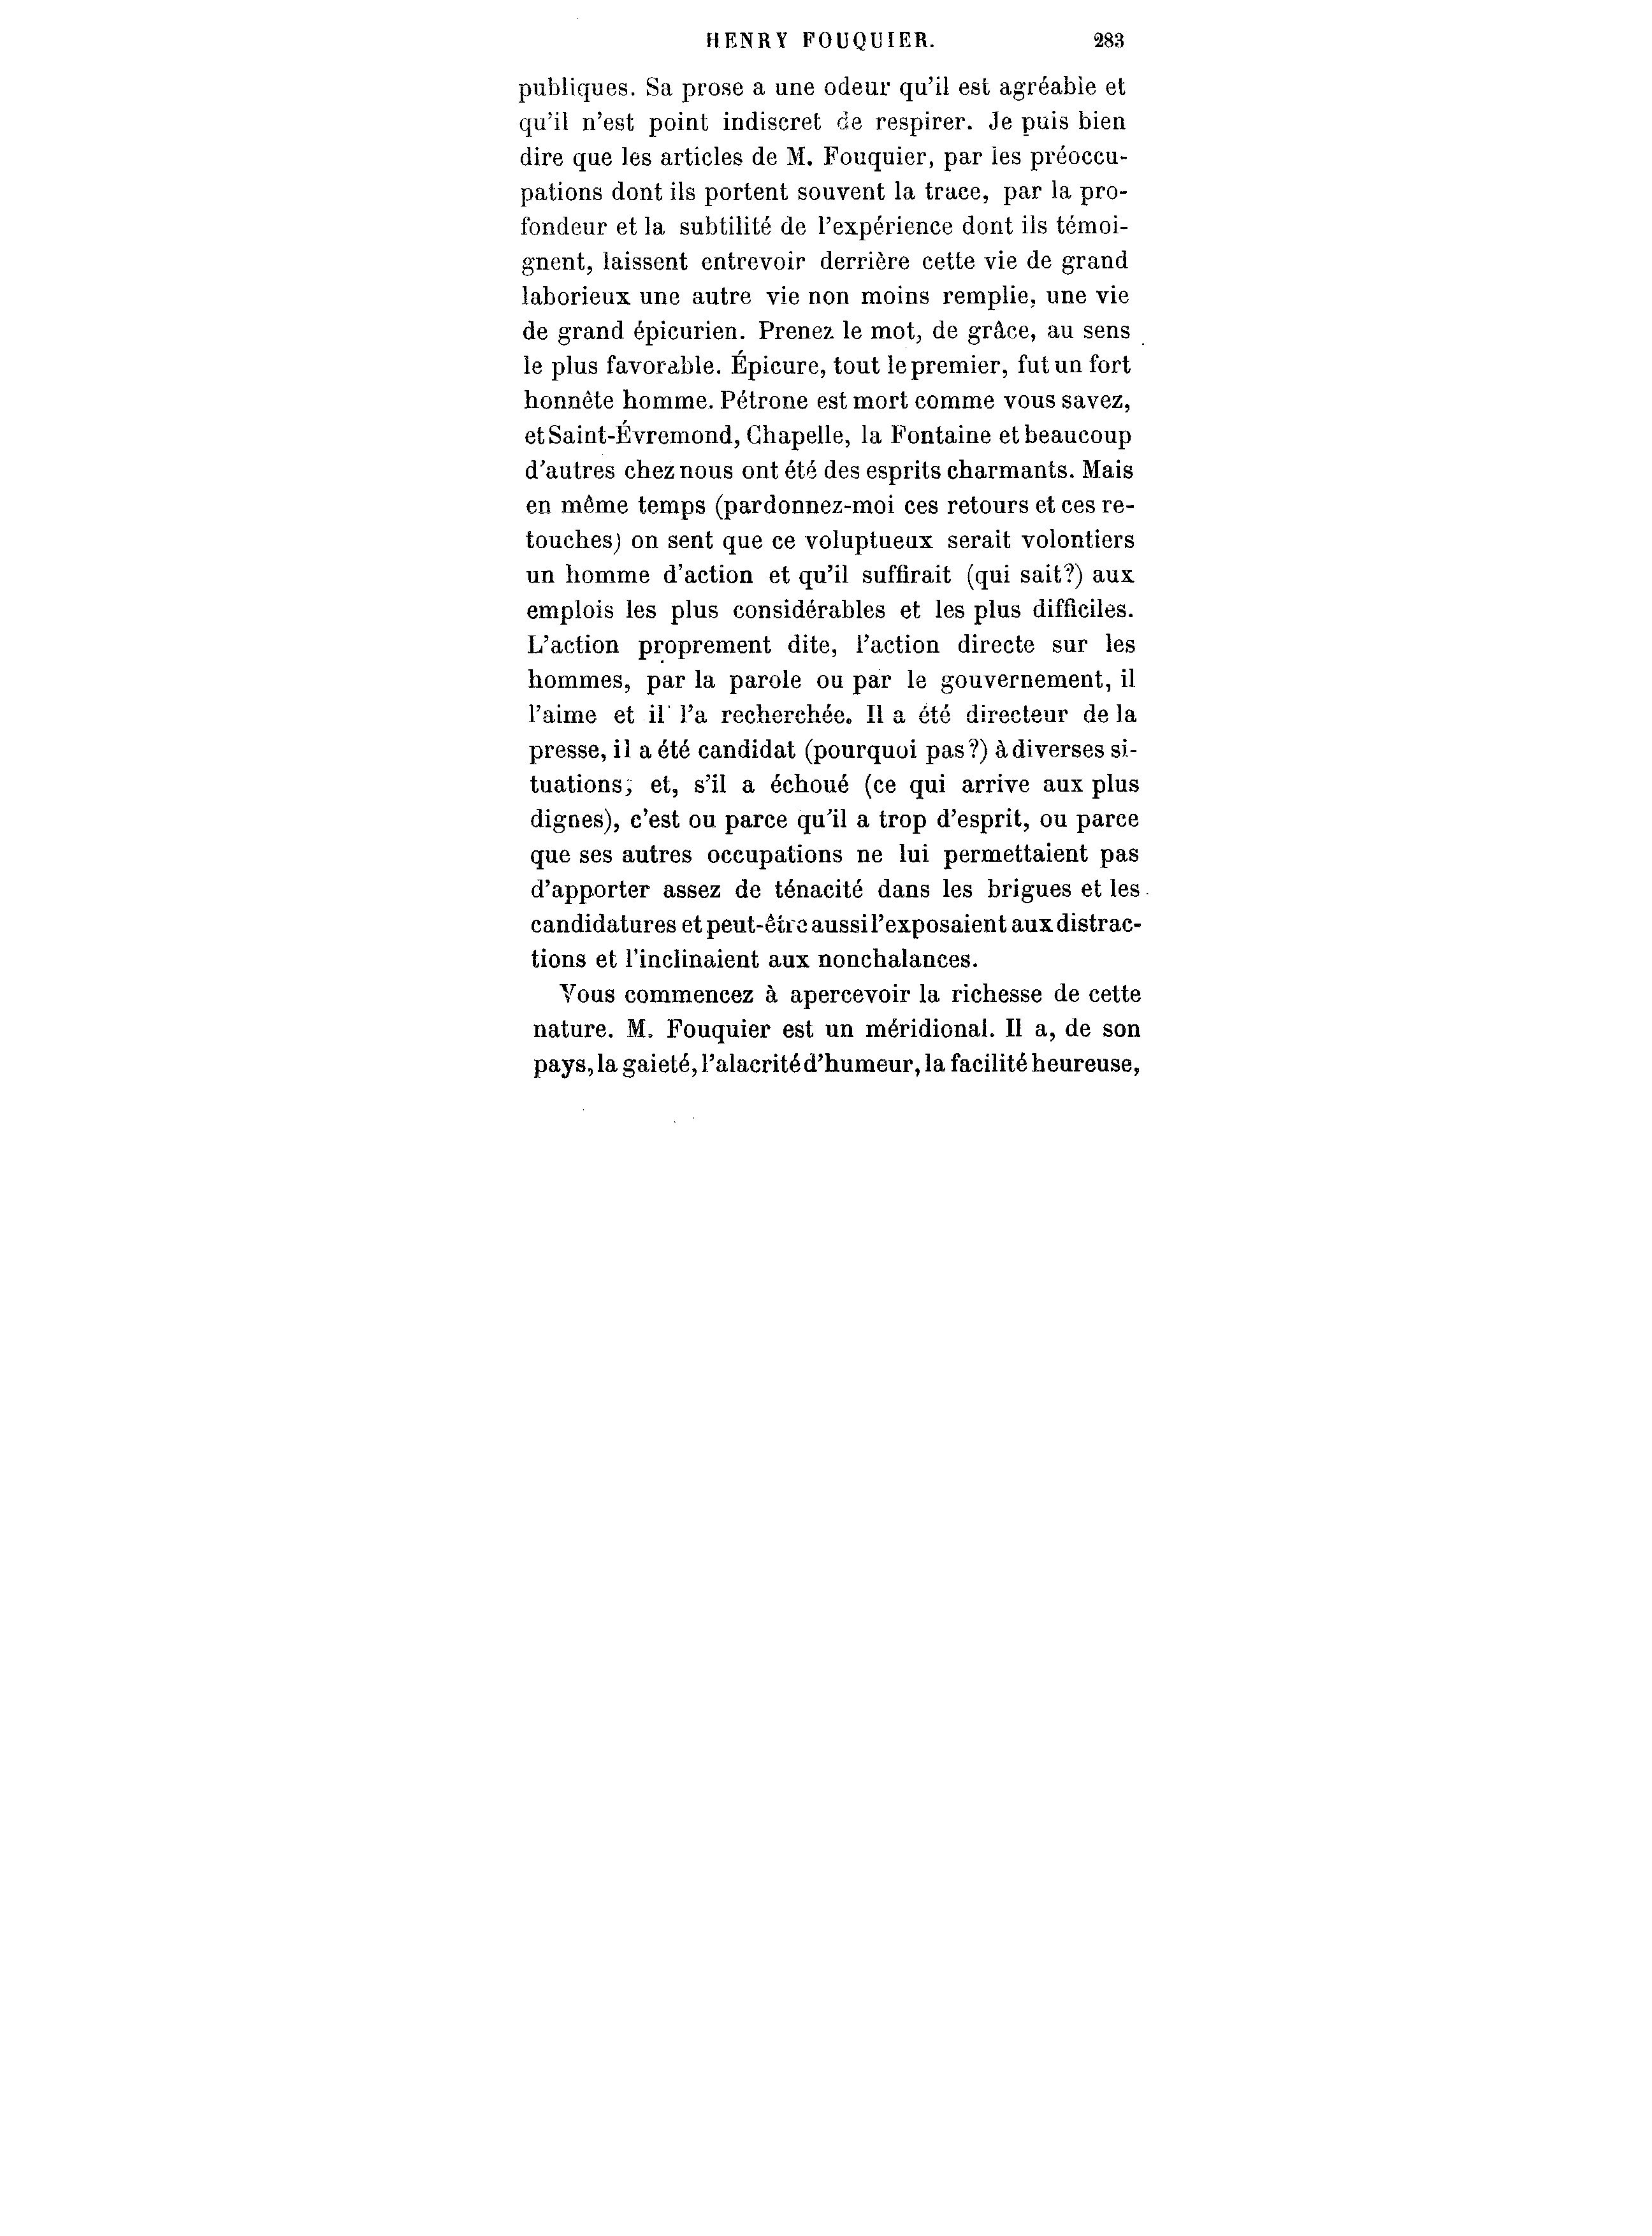 HENRY FOUQUIER. 283
publiques. Sa prose a une odeur qu'il est agréable et
qu'il n'est point indiscret de respirer. Je puis bien
dire que les articles de M. Fouquier, par les préoccu-
pations dont ils portent souvent la trace, par la pro-
fondeur et la subtilité de l'expérience dont ils témoi-
gnent, laissent entrevoir derrière cette vie de grand
laborieux une autre vie non moins remplie, une vie
de grand épicurien. Prenez le mot, de grâce, au sens
le plus favorable. Épicure, tout le premier, fut un fort
honnête homme. Pétrone est mort comme vous savez,
et Saint-Évremond, Chapelle, la Fontaine et beaucoup
d'autres chez nous ont été des esprits charmants. Mais
en même temps (pardonnez-moi ces retours et ces re-
touches) on sent que ce voluptueux serait volontiers
un homme d'action et qu'il suffirait (qui sait?) aux
emplois les plus considérables et les plus difficiles.
L'action proprement dite, l'action directe sur les
hommes, par la parole ou par le gouvernement, il
l'aime et il l'a recherchée. Il a été directeur de la
presse, il a été candidat (pourquoi pas?) à diverses si-
tuations; et, s'il a échoué (ce qui arrive aux plus
dignes), c'est ou parce qu'il a trop d'esprit, ou parce
que ses autres occupations ne lui permettaient pas
d'apporter assez de ténacité dans les brigues et les
candidatures et peut-être aussi l'exposaient aux distrac-
tions et l'inclinaient aux nonchalances.
Vous commencez à apercevoir la richesse de cette
nature. M. Fouquier est un méridional. Il a, de son
pays, la gaieté, l'alacrité d'humeur, la facilité heureuse,